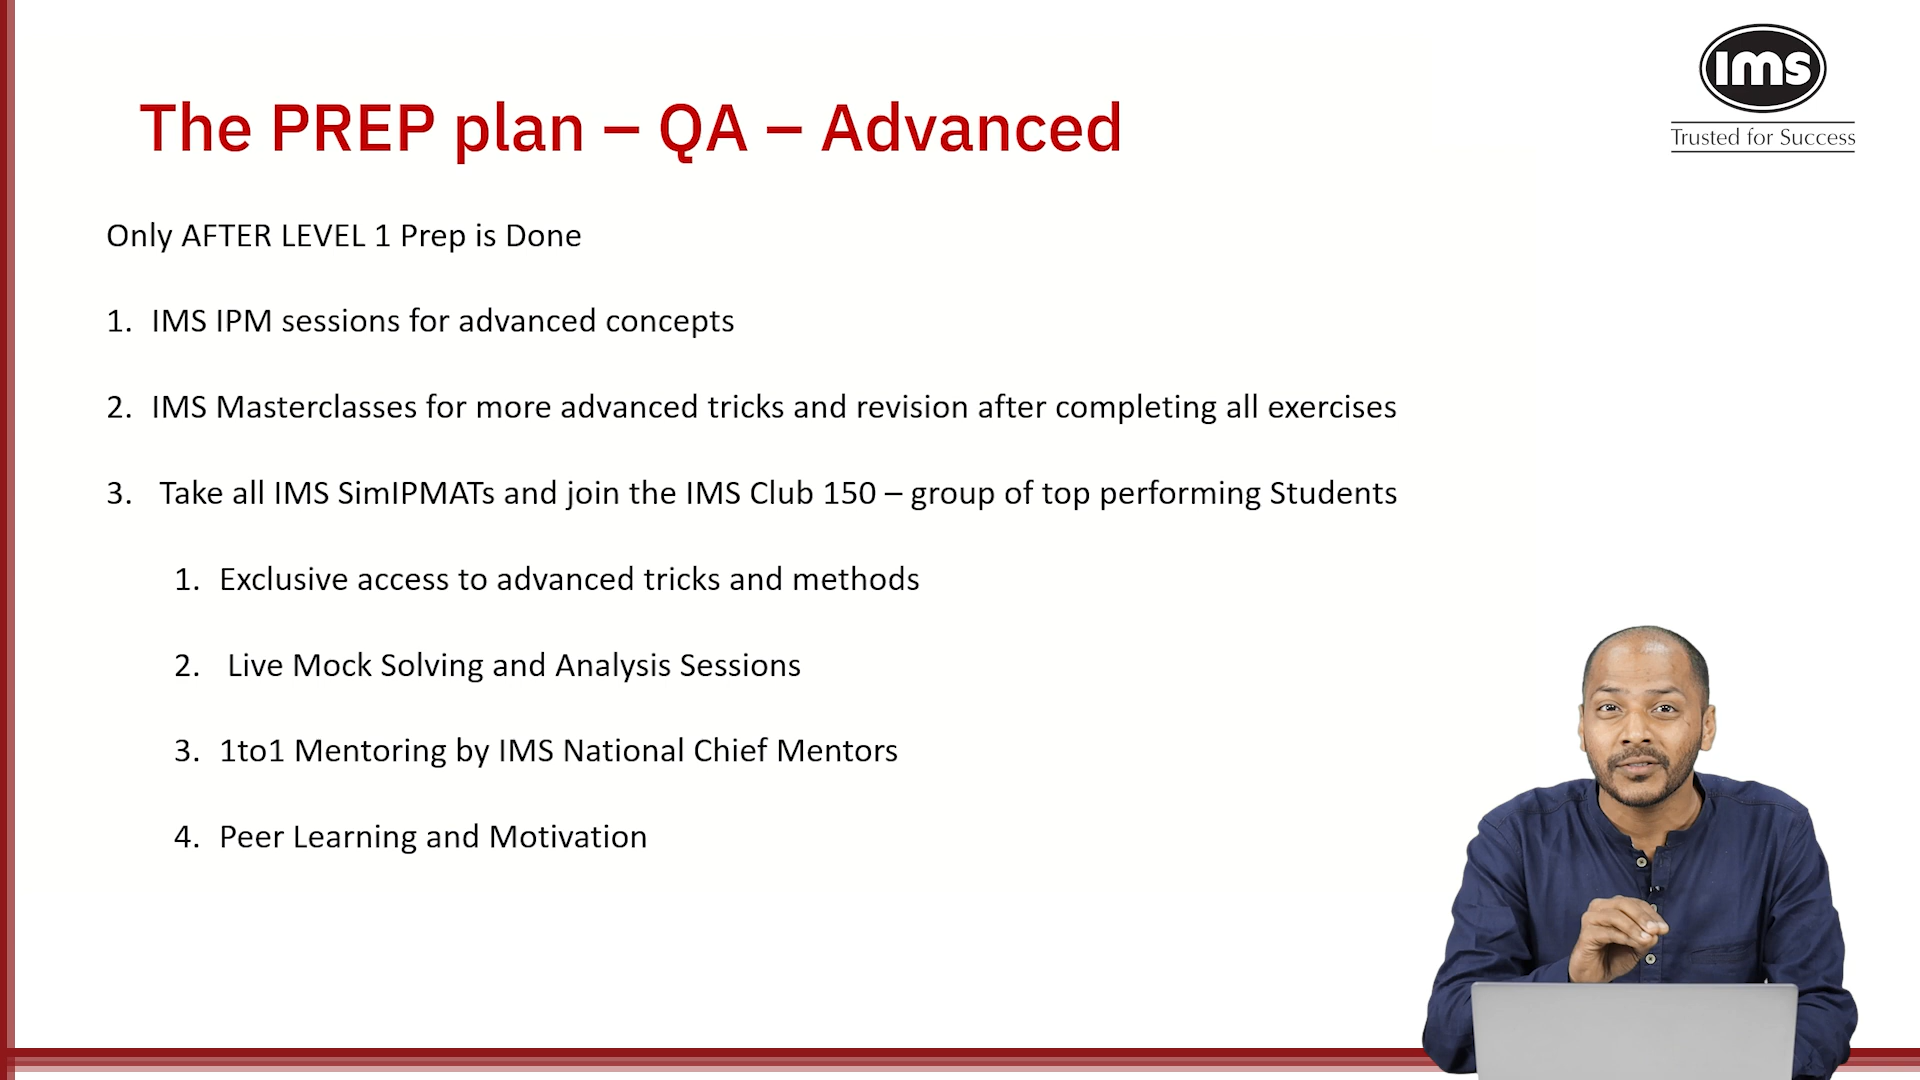 ims
Trusted for Success
The PREP plan – QA – Advanced
Only AFTER LEVEL 1 Prep is Done
1. IMS IPM sessions for advanced concepts
2. IMS Masterclasses for more advanced tricks and revision after completing all exercises
3. Take all IMS SimIPMATs and join the IMS Club 150 – group of top performing Students
1. Exclusive access to advanced tricks and methods
2. Live Mock Solving and Analysis Sessions
3. 1to1 Mentoring by IMS National Chief Mentors
4. Peer Learning and Motivation